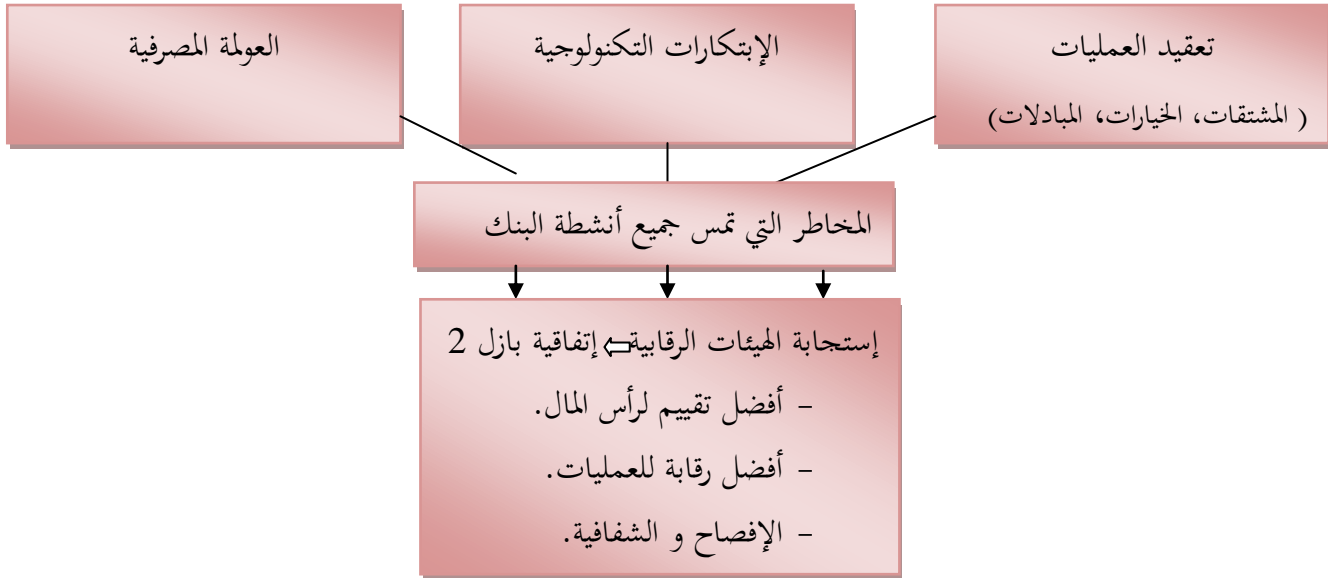 تعقيد العمليات
( المشتقات، الخيارات، المبادلات)
الإبتكارات التكنولوجية
العولمة المصرفية
المخاطر التي تمس جميع أنشطة البنك
إستجابة الهيئات الرقابية⇦إتفاقية بازل 2
- أفضل تقييم لرأس المال.
- أفضل رقابة للعمليات.
- الإفصاح و الشفافية.